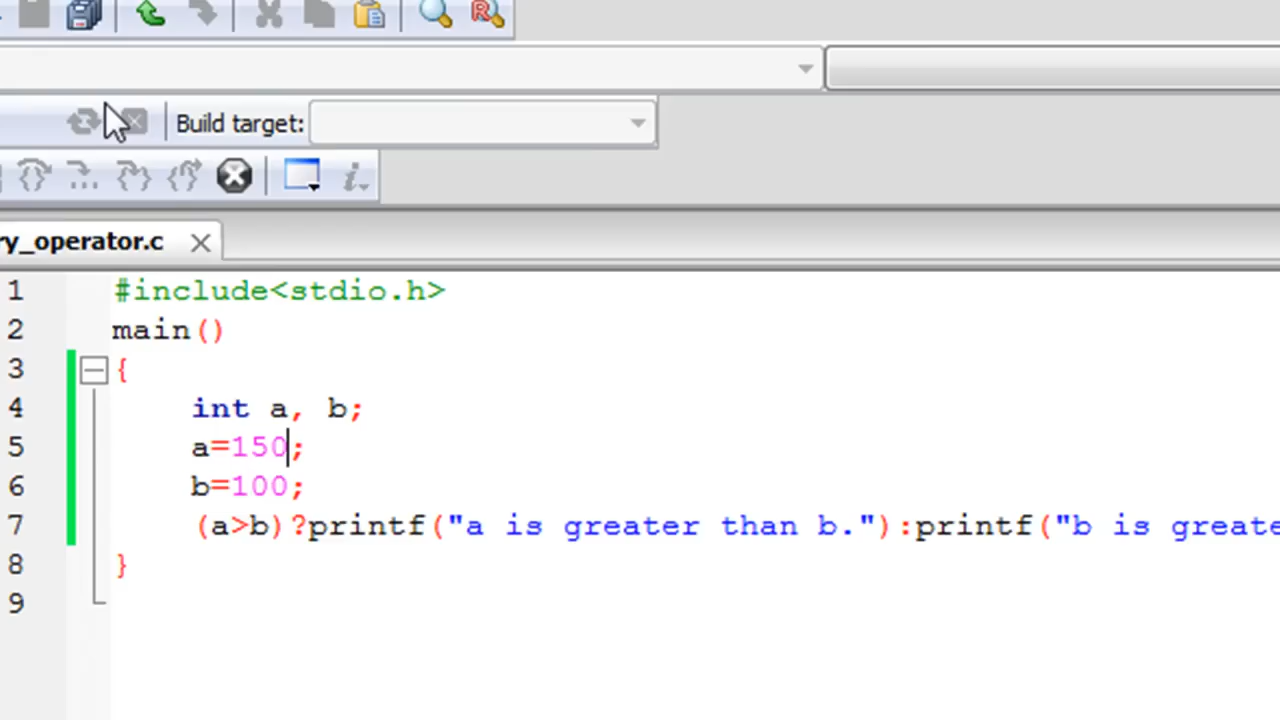 Build target:
ry_operator.c
1 #include<stdio.h>
2 main()
3 {
4 int a, b;
5 a=150;
6 b=100;
7 (a>b)?printf("a is greater than b."):printf("b is greate
8 }
9